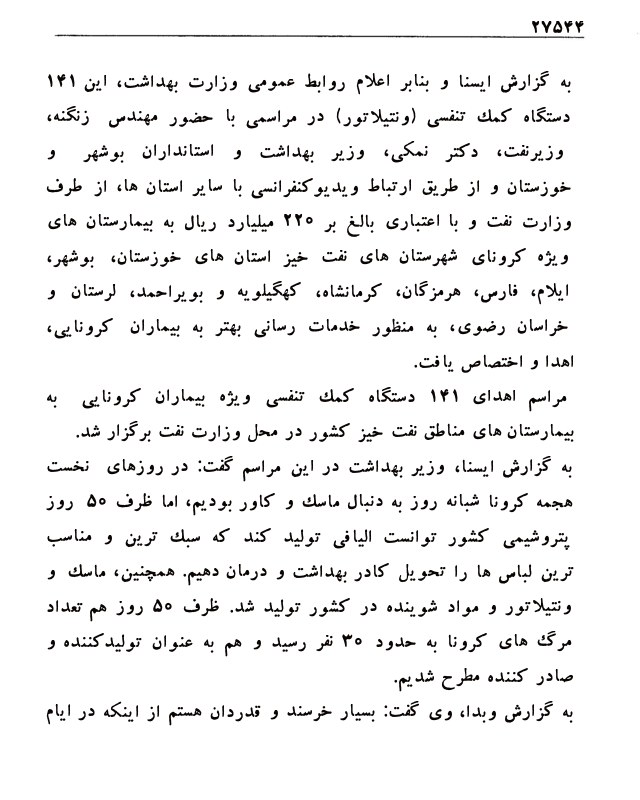 ۲۷۵۴۴
به گزارش ایسنا و بنابر اعلام روابط عمومی وزارت بهداشت، این ۱۴۱
دستگاه کمک تنفسی (ونتیلاتور) در مراسمی با حضور مهندس زنگنه،
وزیرنفت، دکتر نمکی، وزیر بهداشت و استانداران بوشهر و
خوزستان و از طریق ارتباط ویدیوکنفرانسی با سایر استان ها، از طرف
وزارت نفت و با اعتباری بالغ بر ۲۲۰ میلیارد ریال به بیمارستان های
ویژه کرونای شهرستان های نفت خیز استان های خوزستان، بوشهر،
ایلام، فارس، هرمزگان، کرمانشاه، کهگیلویه و بویراحمد، لرستان و
خراسان رضوی، به منظور خدمات رسانی بهتر به بیماران کرونایی،
اهدا و اختصاص یافت.
مراسم اهدای ۱۴۱ دستگاه کمک تنفسی ویژه بیماران کرونایی به
بیمارستان های مناطق نفت خیز کشور در محل وزارت نفت برگزار شد.
به گزارش ایسنا، وزیر بهداشت در این مراسم گفت: در روزهای نخست
هجمه کرونا شبانه روز به دنبال ماسک و کاور بودیم، اما ظرف ۵۰ روز
پتروشیمی کشور توانست الیافی تولید کند که سبک ترین و مناسب
ترین لباس ها را تحویل کادر بهداشت و درمان دهیم. همچنین، ماسک و
ونتیلاتور و مواد شوینده در کشور تولید شد. ظرف ۵۰ روز هم تعداد
مرگ های کرونا به حدود ۳۰ نفر رسید و هم به عنوان تولیدکننده و
صادر کننده مطرح شدیم.
به گزارش وبدا، وی گفت: بسیار خرسند و قدردان هستم از اینکه در ایام